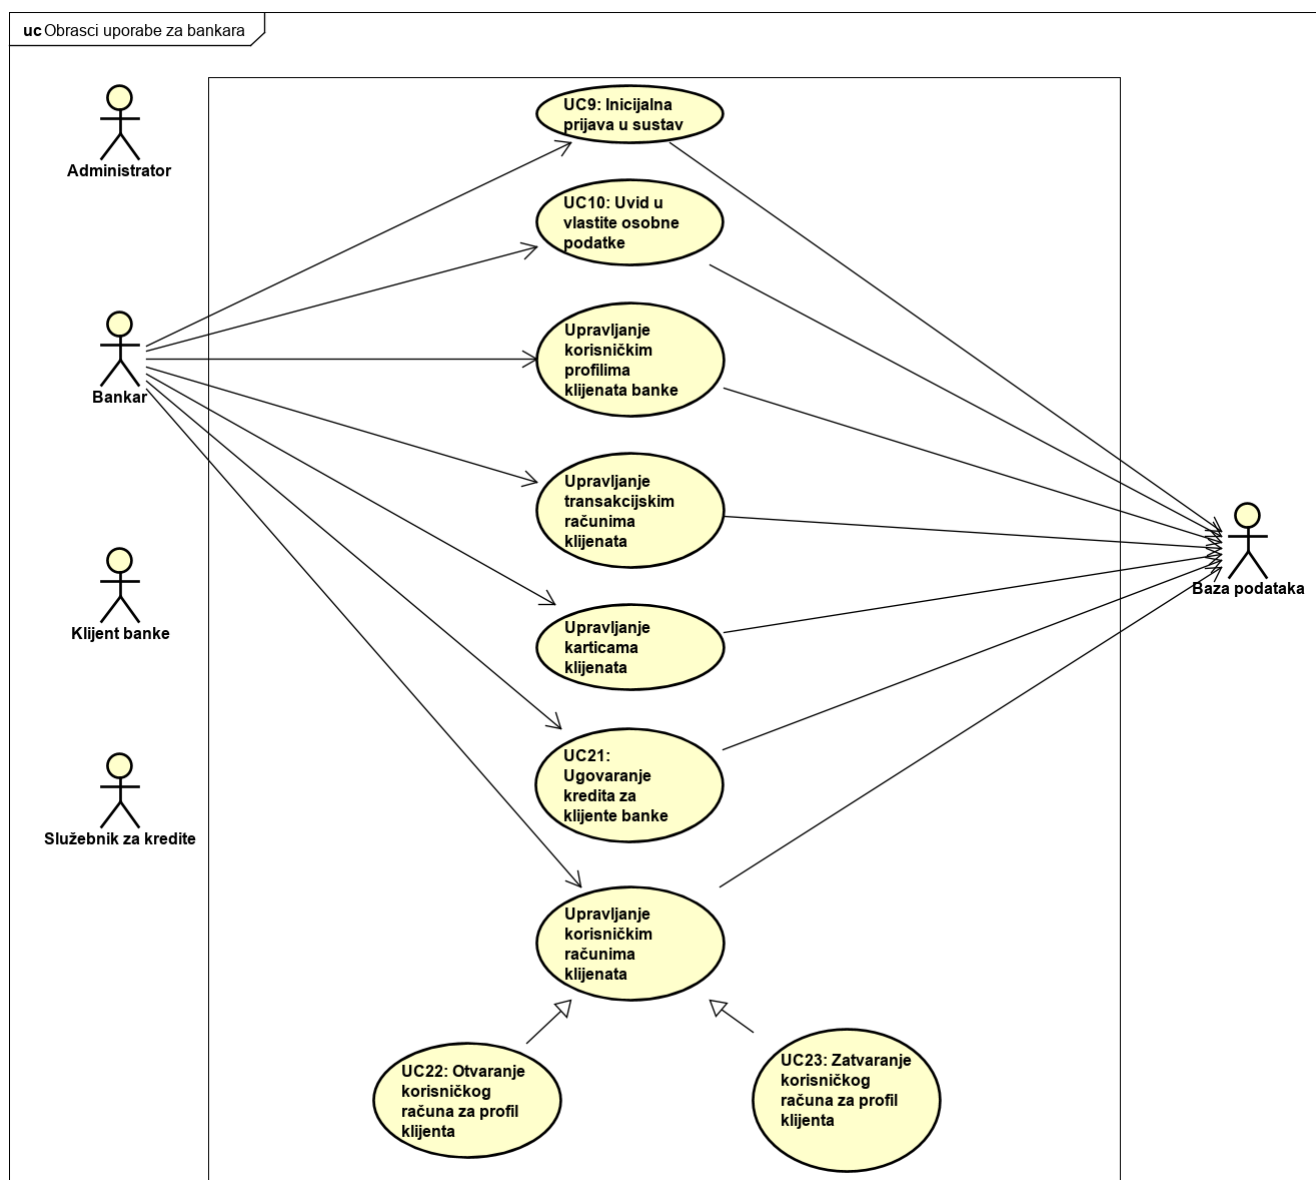 uc Obrasci uporabe za bankara
UC9: Inicijalna
prijava u sustav
Administrator
UC10: Uvid u
vlastite osobne
podatke
Upravljanje
korisničkim
profilima
klijenata banke
Bankar
Upravljanje
transakcijskim
računima
klijenata
Baza podataka
Klijent banke
Upravljanje
karticama
klijenata
UC21:
Ugovaranje
kredita za
klijente banke
Služebnik za kredite
Upravljanje
korisničkim
računima
klijenata
UC22: Otvaranje
korisničkog
računa za profil
klijenta
UC23: Zatvaranje
korisničkog
računa za profil
klijenta